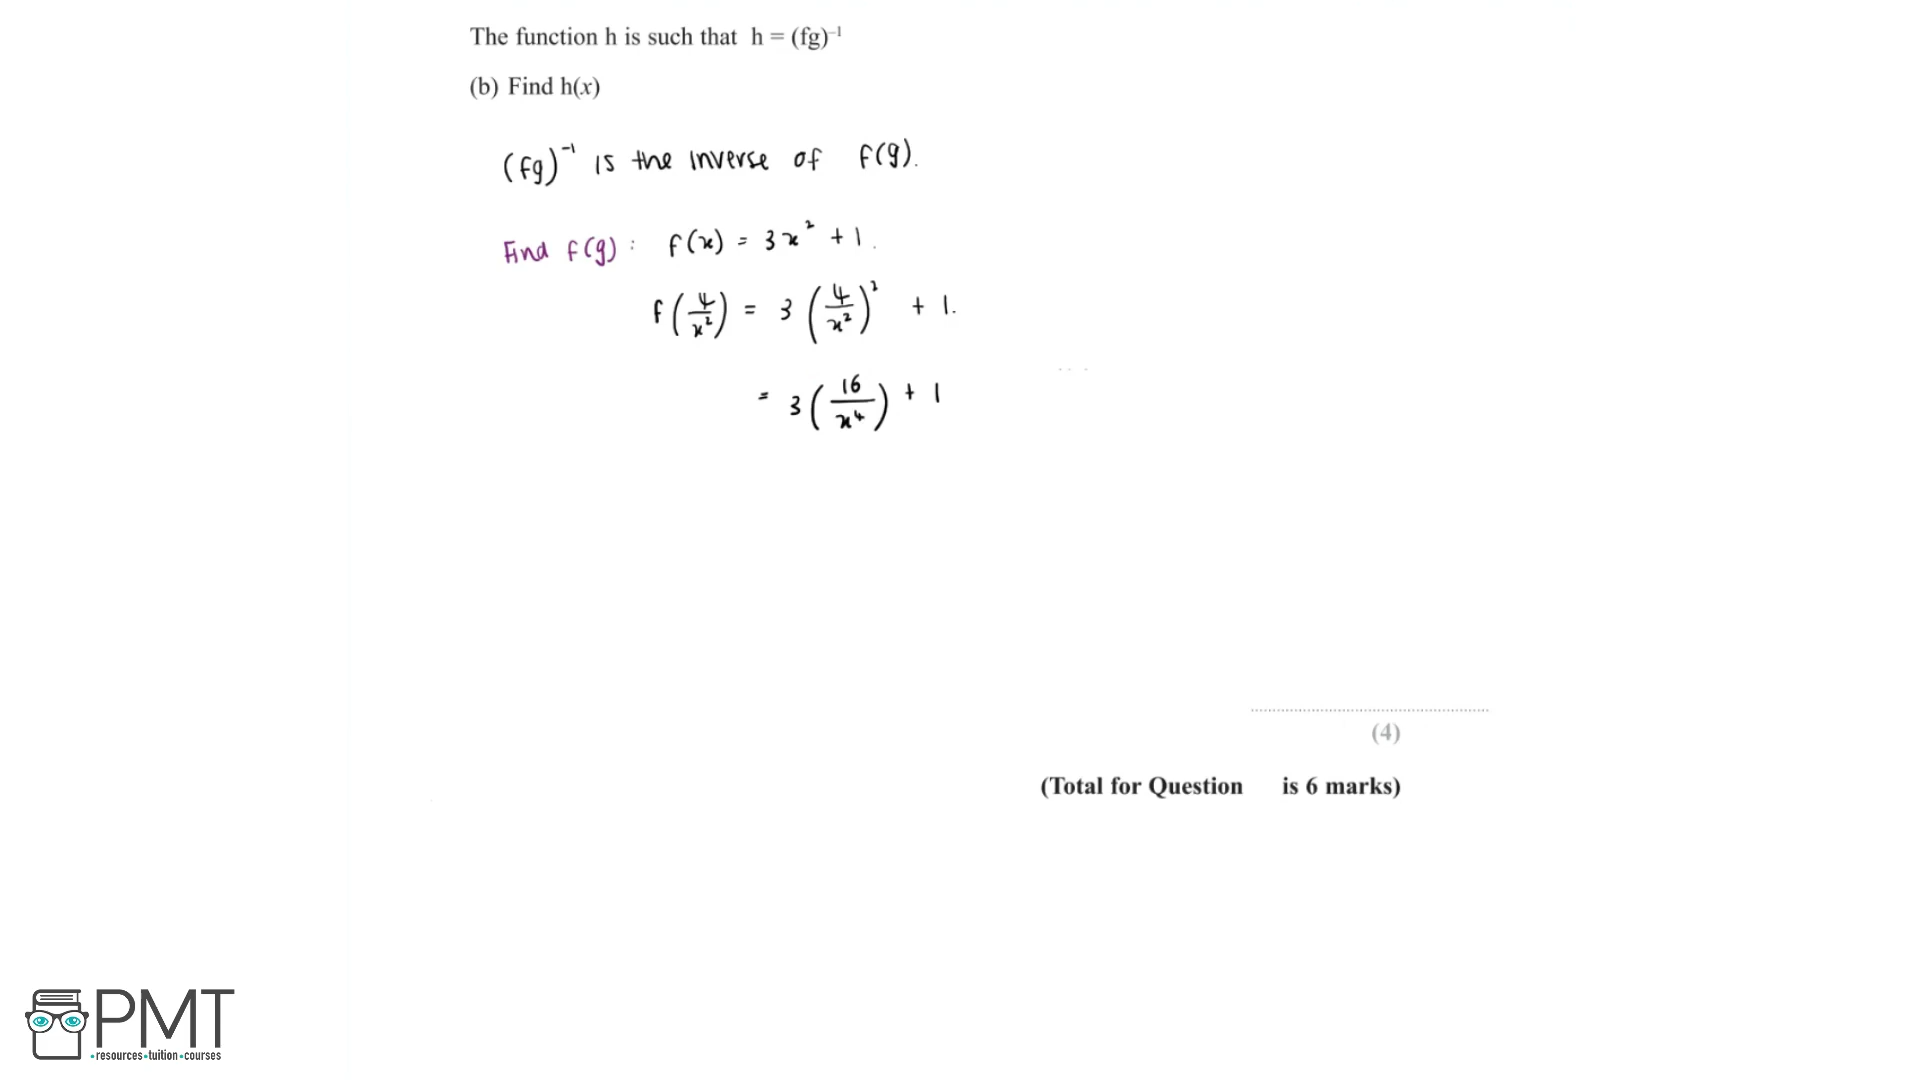 The function h is such that h = (fg)⁻¹
(b) Find h(x)
(fg)⁻¹ is the inverse of f(g).
Find f(g): f(x) = 3x² + 1.
f(4/x²) = 3(4/x²)² + 1.
= 3(16/x⁴) + 1
(4)
(Total for Question is 6 marks)
PMT
•resources•tuition•courses